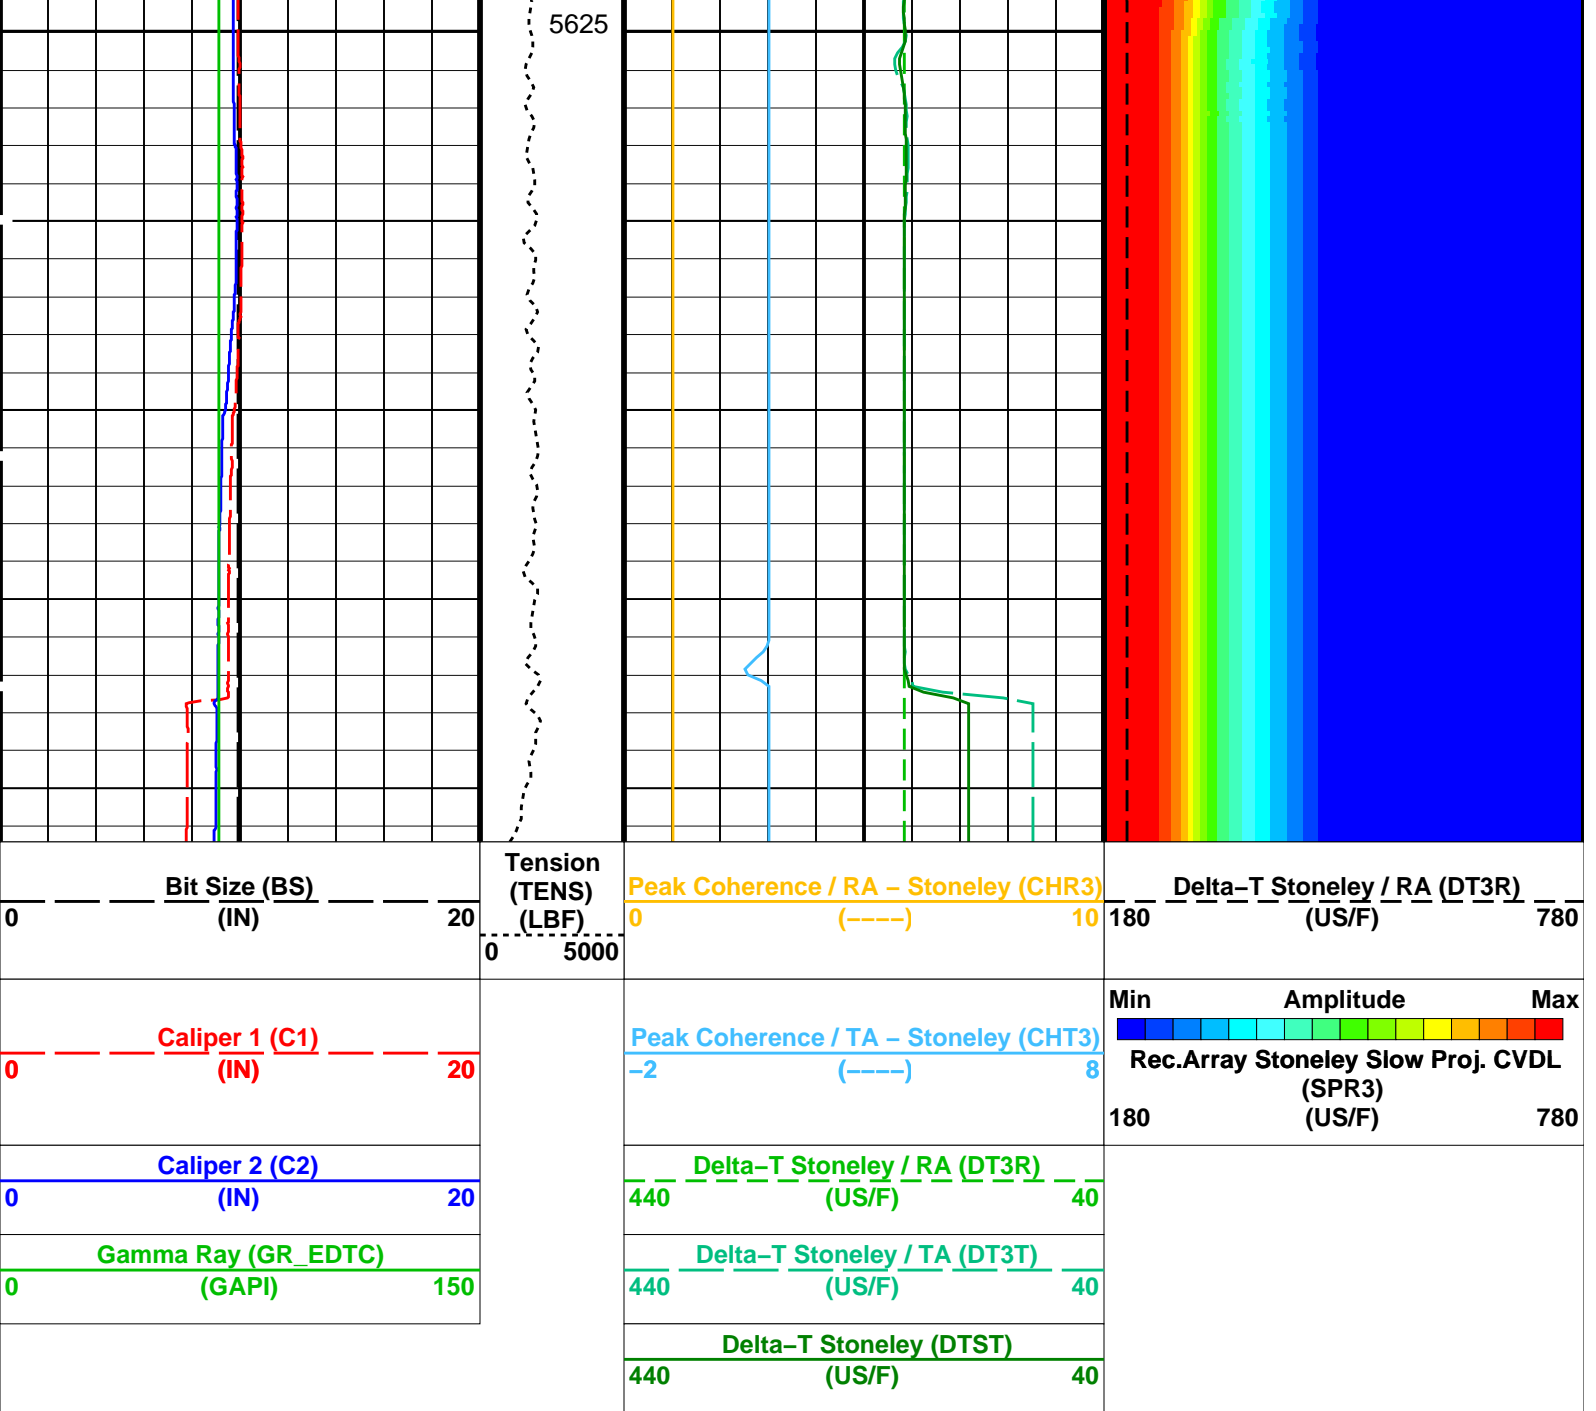 5625
Bit Size (BS)
0 (IN) 20
Tension
(TENS)
(LBF)
0 5000
Peak Coherence / RA – Stoneley (CHR3)
0 (––––) 10
Delta–T Stoneley / RA (DT3R)
180 (US/F) 780
Caliper 1 (C1)
0 (IN) 20
Peak Coherence / TA – Stoneley (CHT3)
–2 (––––) 8
Min Amplitude Max
Rec.Array Stoneley Slow Proj. CVDL
(SPR3)
180 (US/F) 780
Caliper 2 (C2)
0 (IN) 20
Delta–T Stoneley / RA (DT3R)
440 (US/F) 40
Gamma Ray (GR_EDTC)
0 (GAPI) 150
Delta–T Stoneley / TA (DT3T)
440 (US/F) 40
Delta–T Stoneley (DTST)
440 (US/F) 40